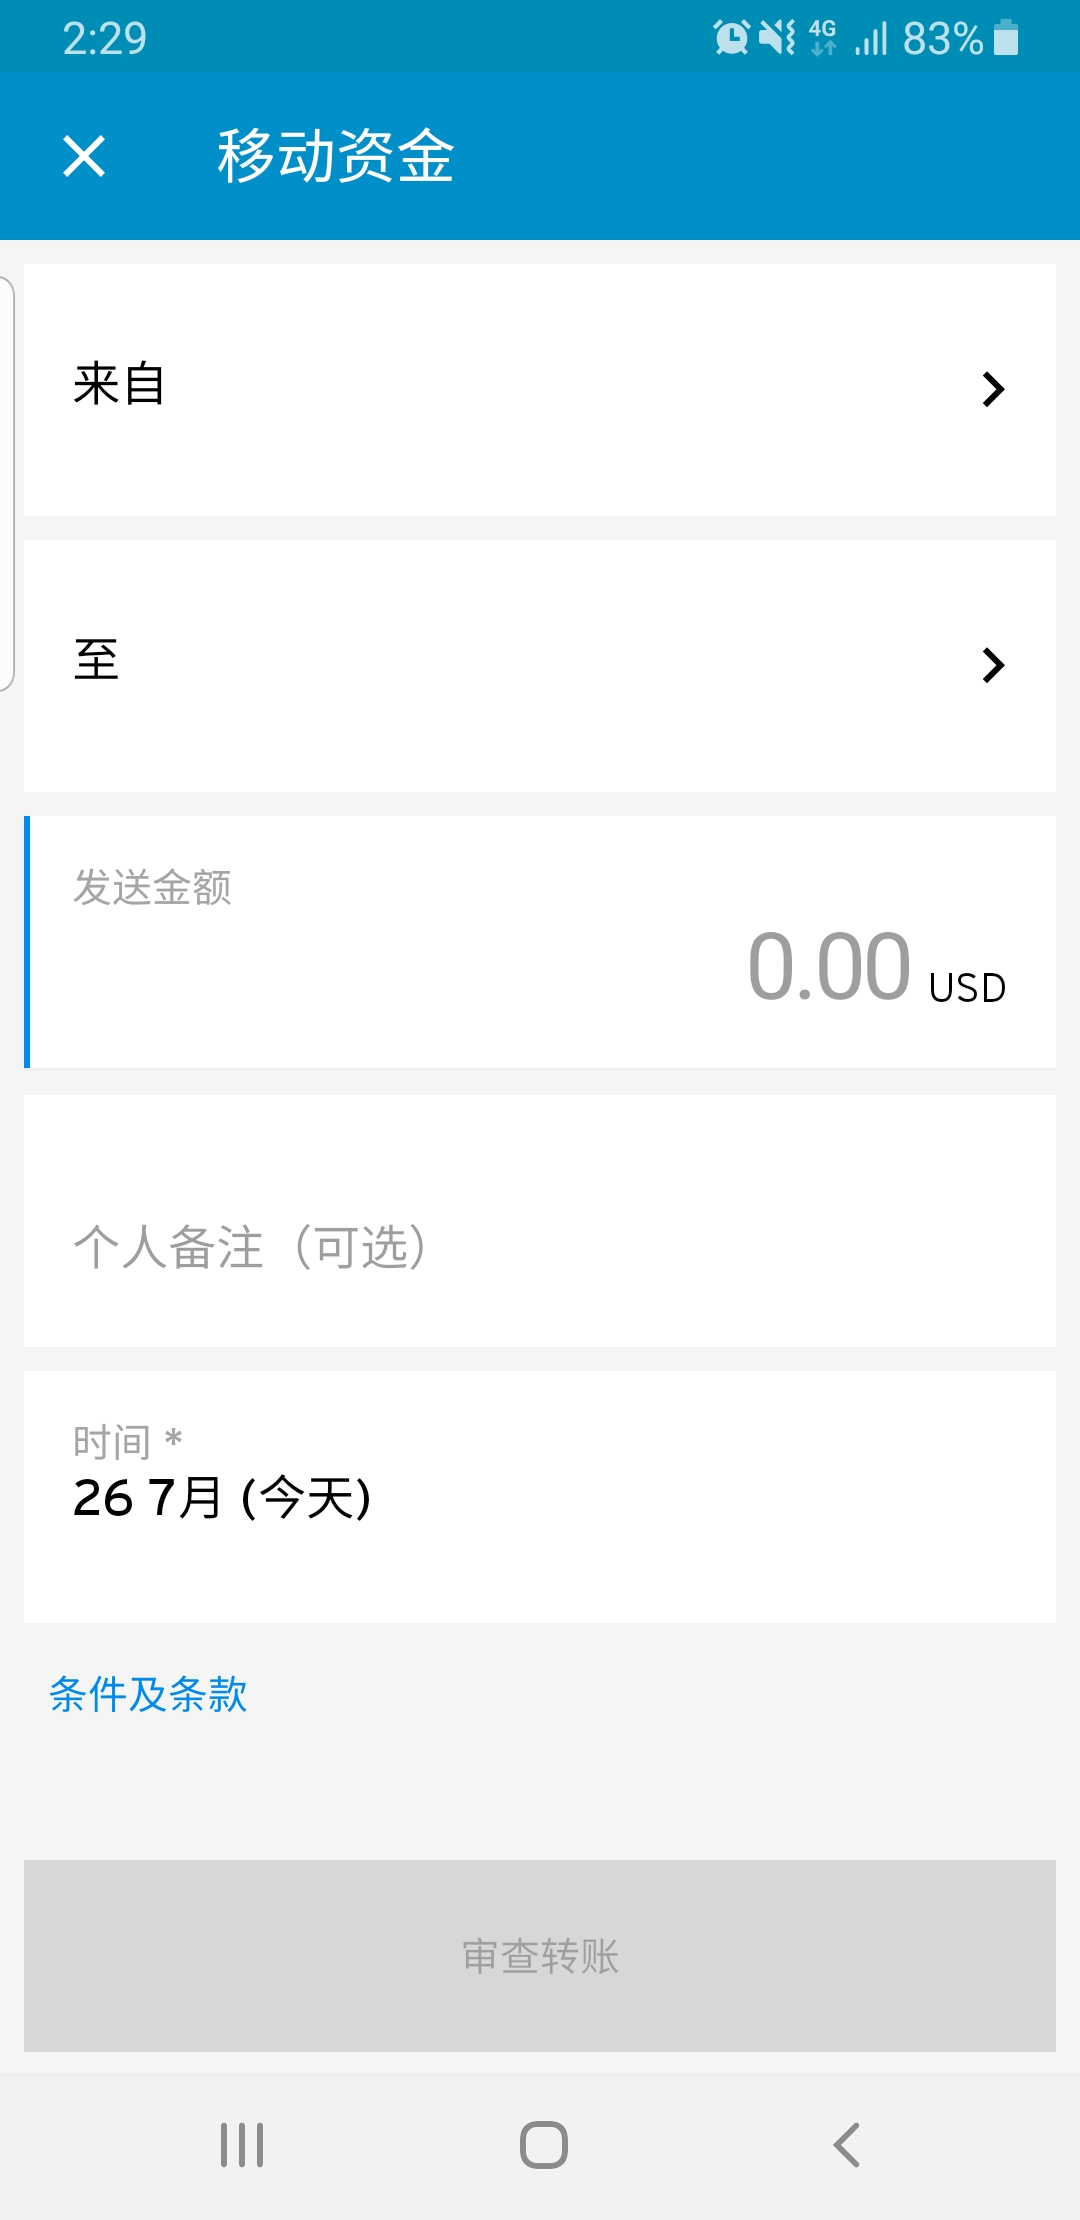 2:29
4G
83%
移动资金
来自
至
发送金额
0.00 USD
个人备注（可选）
时间 *
26 7月 (今天)
条件及条款
审查转账